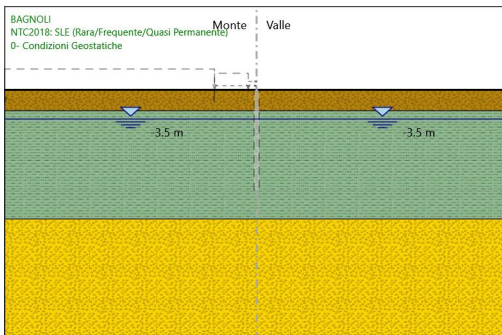 BAGNOLI
NTC2018: SLE (Rara/Frequente/Quasi Permanente)
0- Condizioni Geostatiche
Monte
Valle
-3.5 m
-3.5 m